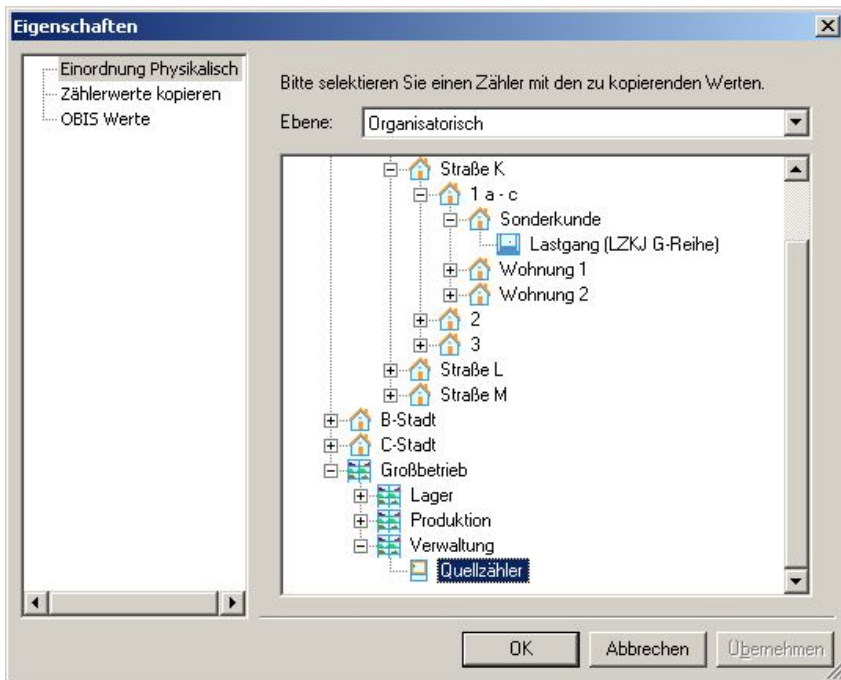 Eigenschaften
Einordnung Physikalisch
Zählerwerte kopieren
OBIS Werte
Bitte selektieren Sie einen Zähler mit den zu kopierenden Werten.
Ebene: Organisatorisch
Straße K
1 a - c
Sonderkunde
Lastgang (LZKJ G-Reihe)
Wohnung 1
Wohnung 2
2
3
Straße L
Straße M
B-Stadt
C-Stadt
Großbetrieb
Lager
Produktion
Verwaltung
Quellzähler
OK Abbrechen Übernehmen